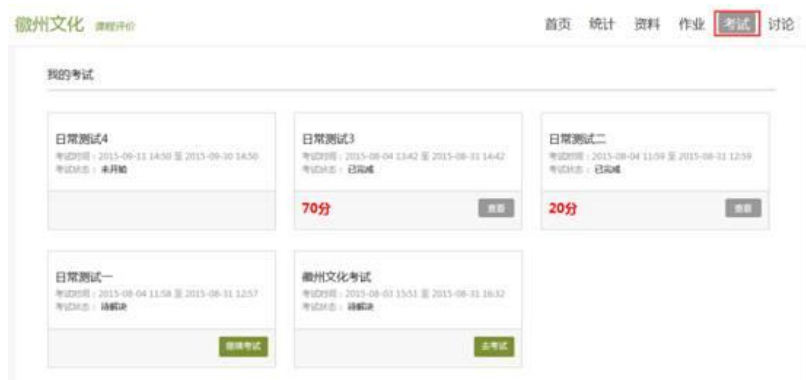 徽州文化 课程评价
首页 统计 资料 作业 考试 讨论
我的考试
日常测试4
考试时间：2015-09-11 14:50 至 2015-09-30 14:50
考试状态：未开始
日常测试3
考试时间：2015-08-04 13:42 至 2015-08-31 14:42
考试状态：已完成
70分
查看
日常测试二
考试时间：2015-08-04 11:59 至 2015-08-31 12:59
考试状态：已完成
20分
查看
日常测试一
考试时间：2015-08-04 11:58 至 2015-08-31 12:57
考试状态：待解决
继续考试
徽州文化考试
考试时间：2015-08-03 15:51 至 2015-08-31 16:32
考试状态：待解决
去考试